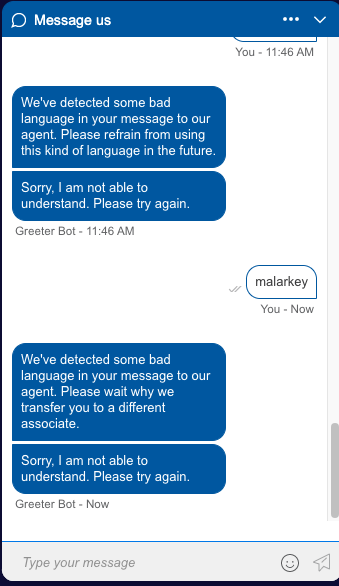 Message us
You - 11:46 AM
We've detected some bad
language in your message to our
agent. Please refrain from using
this kind of language in the future.
Sorry, I am not able to
understand. Please try again.
Greeter Bot - 11:46 AM
malarkey
You - Now
We've detected some bad
language in your message to our
agent. Please wait why we
transfer you to a different
associate.
Sorry, I am not able to
understand. Please try again.
Greeter Bot - Now
Type your message